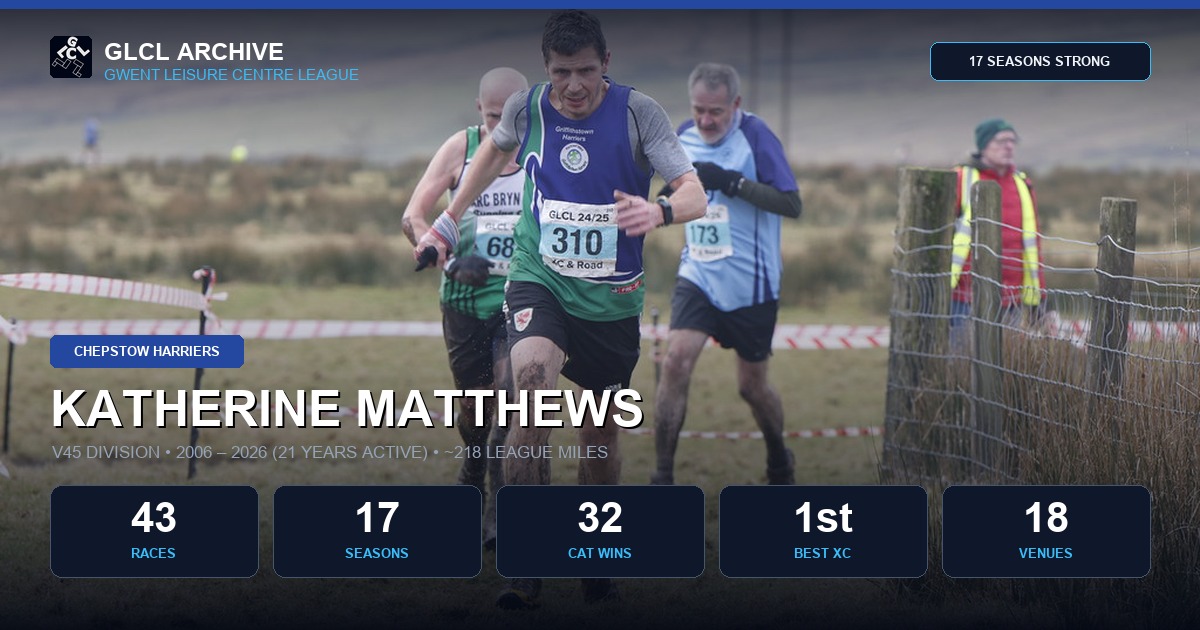 GLCL ARCHIVE
GWENT LEISURE CENTRE LEAGUE
17 SEASONS STRONG
Griffithstown
Harriers
ARC BRYN
GLCL 24/25
310
XC & Road
68
173
CHEPSTOW HARRIERS
KATHERINE MATTHEWS
V45 DIVISION • 2006 – 2026 (21 YEARS ACTIVE) • ~218 LEAGUE MILES
43
RACES
17
SEASONS
32
CAT WINS
1st
BEST XC
18
VENUES